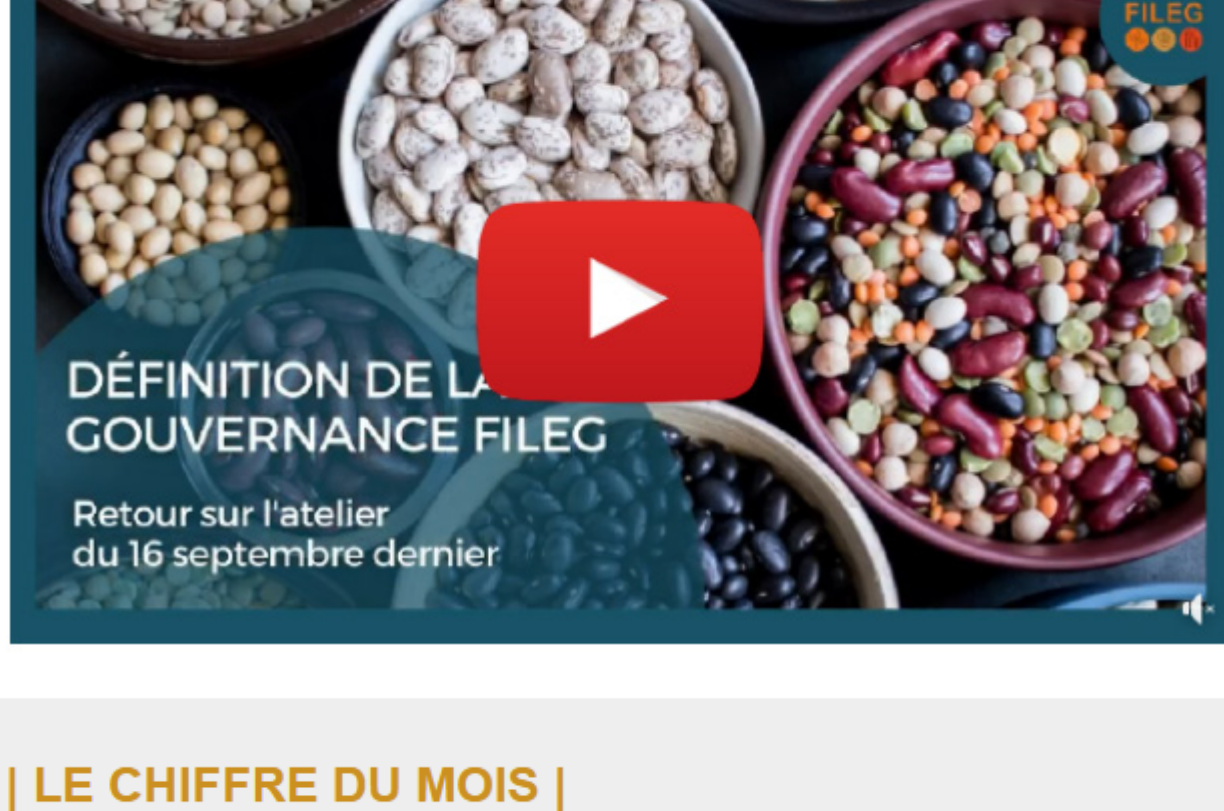 FILEG
DÉFINITION DE LA
GOUVERNANCE FILEG
Retour sur l'atelier
du 16 septembre dernier
| LE CHIFFRE DU MOIS |